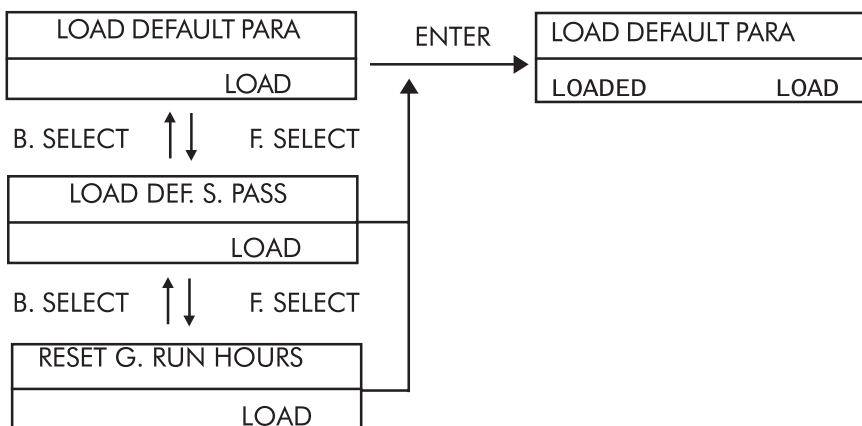 LOAD DEFAULT PARA
LOAD
ENTER
LOAD DEFAULT PARA
LOADED LOAD
B. SELECT F. SELECT
LOAD DEF. S. PASS
LOAD
B. SELECT F. SELECT
RESET G. RUN HOURS
LOAD